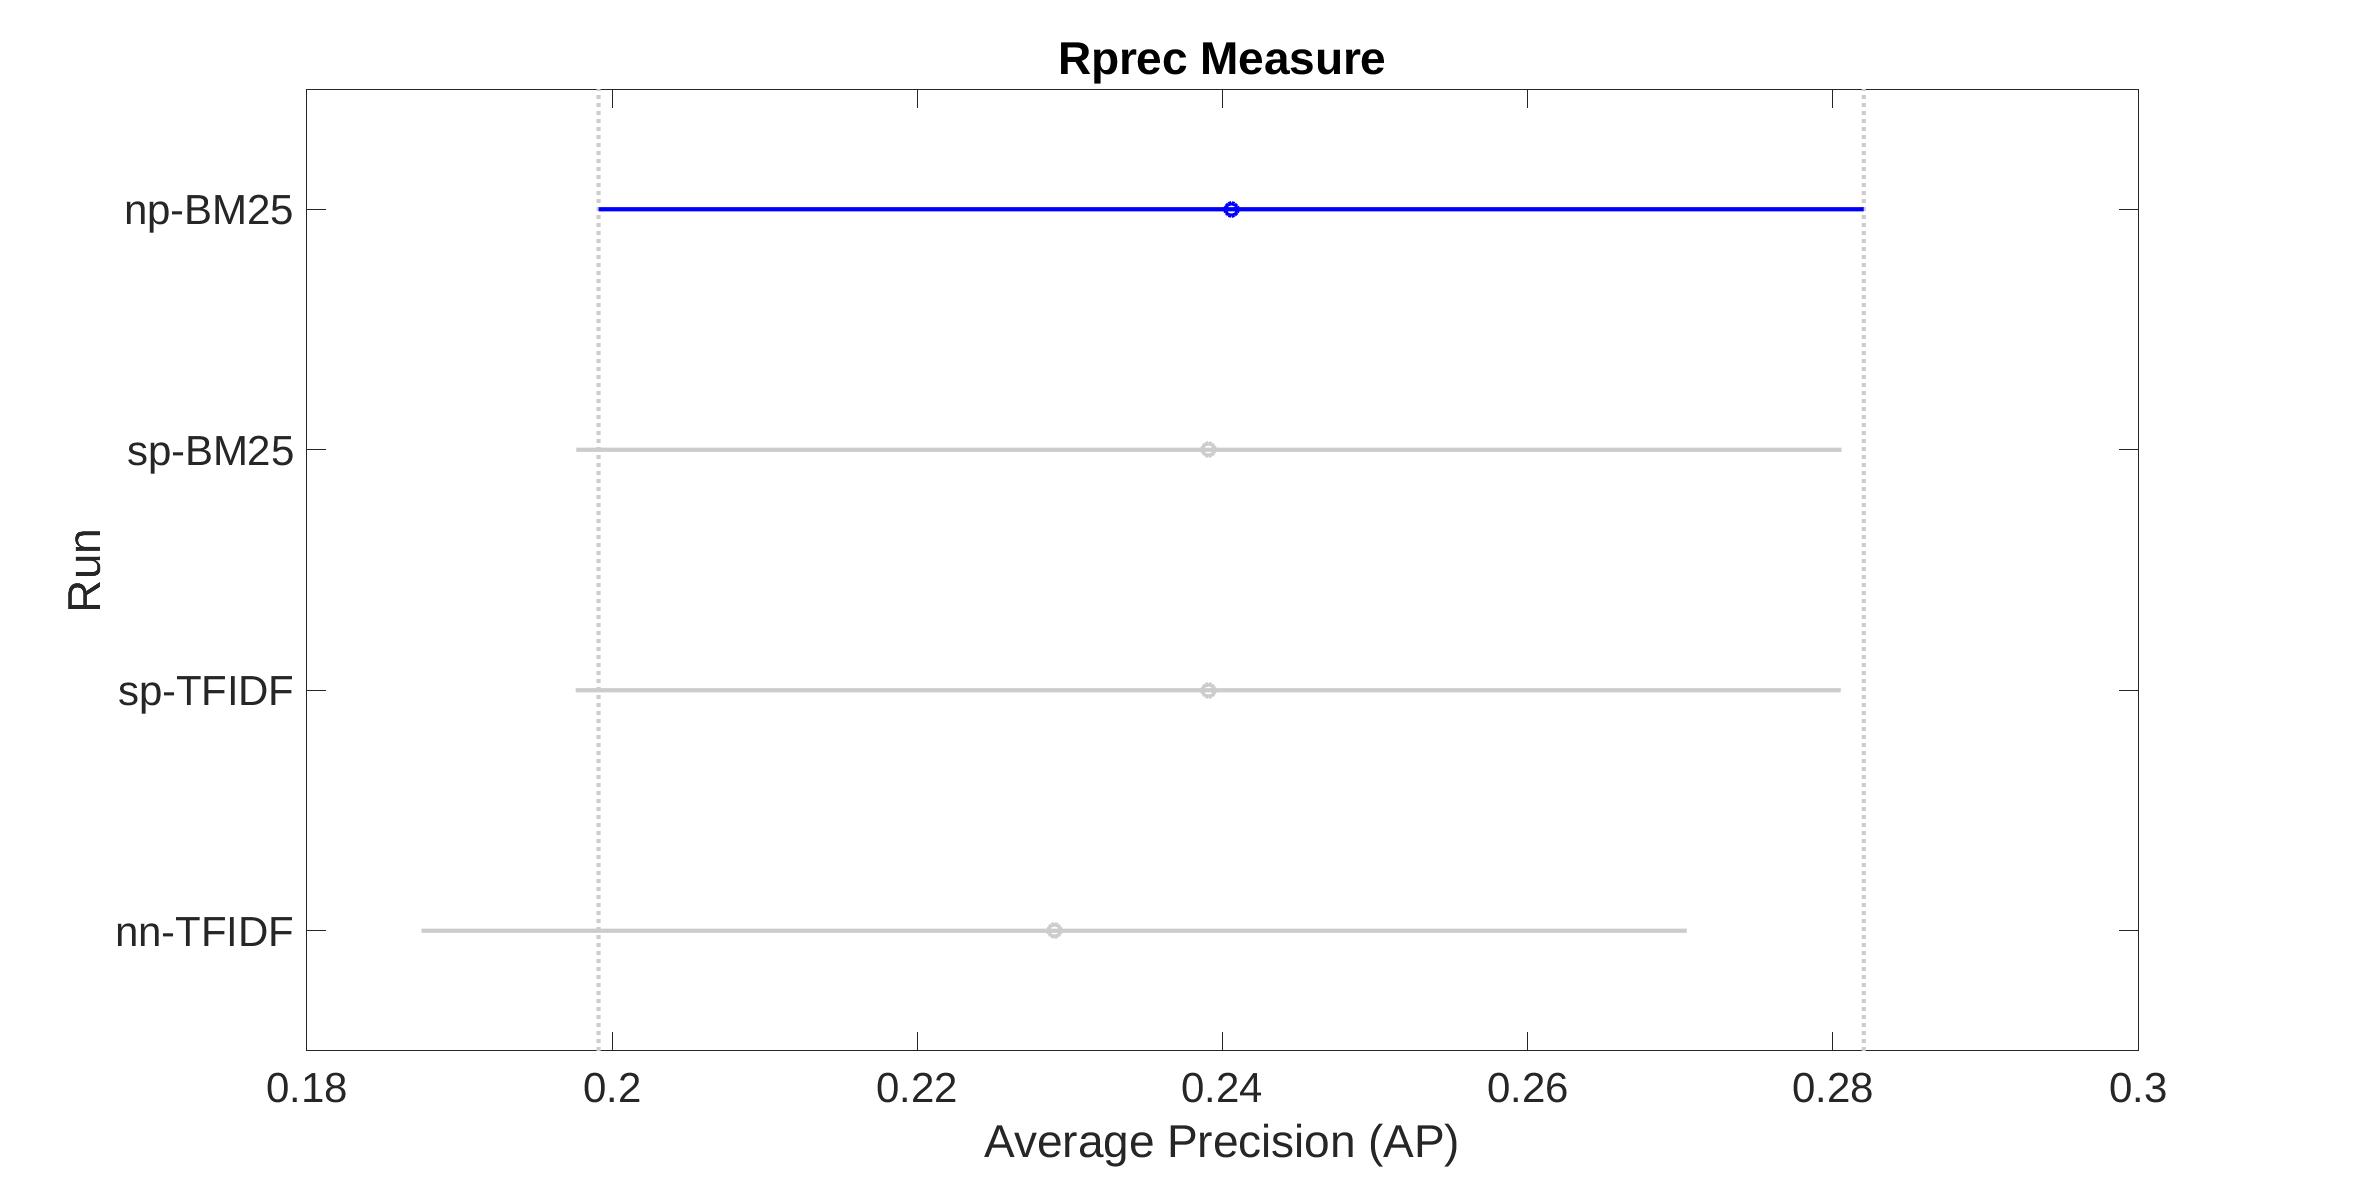 Rprec Measure
np-BM25
sp-BM25
sp-TFIDF
nn-TFIDF
Run
0.18 0.2 0.22 0.24 0.26 0.28 0.3
Average Precision (AP)